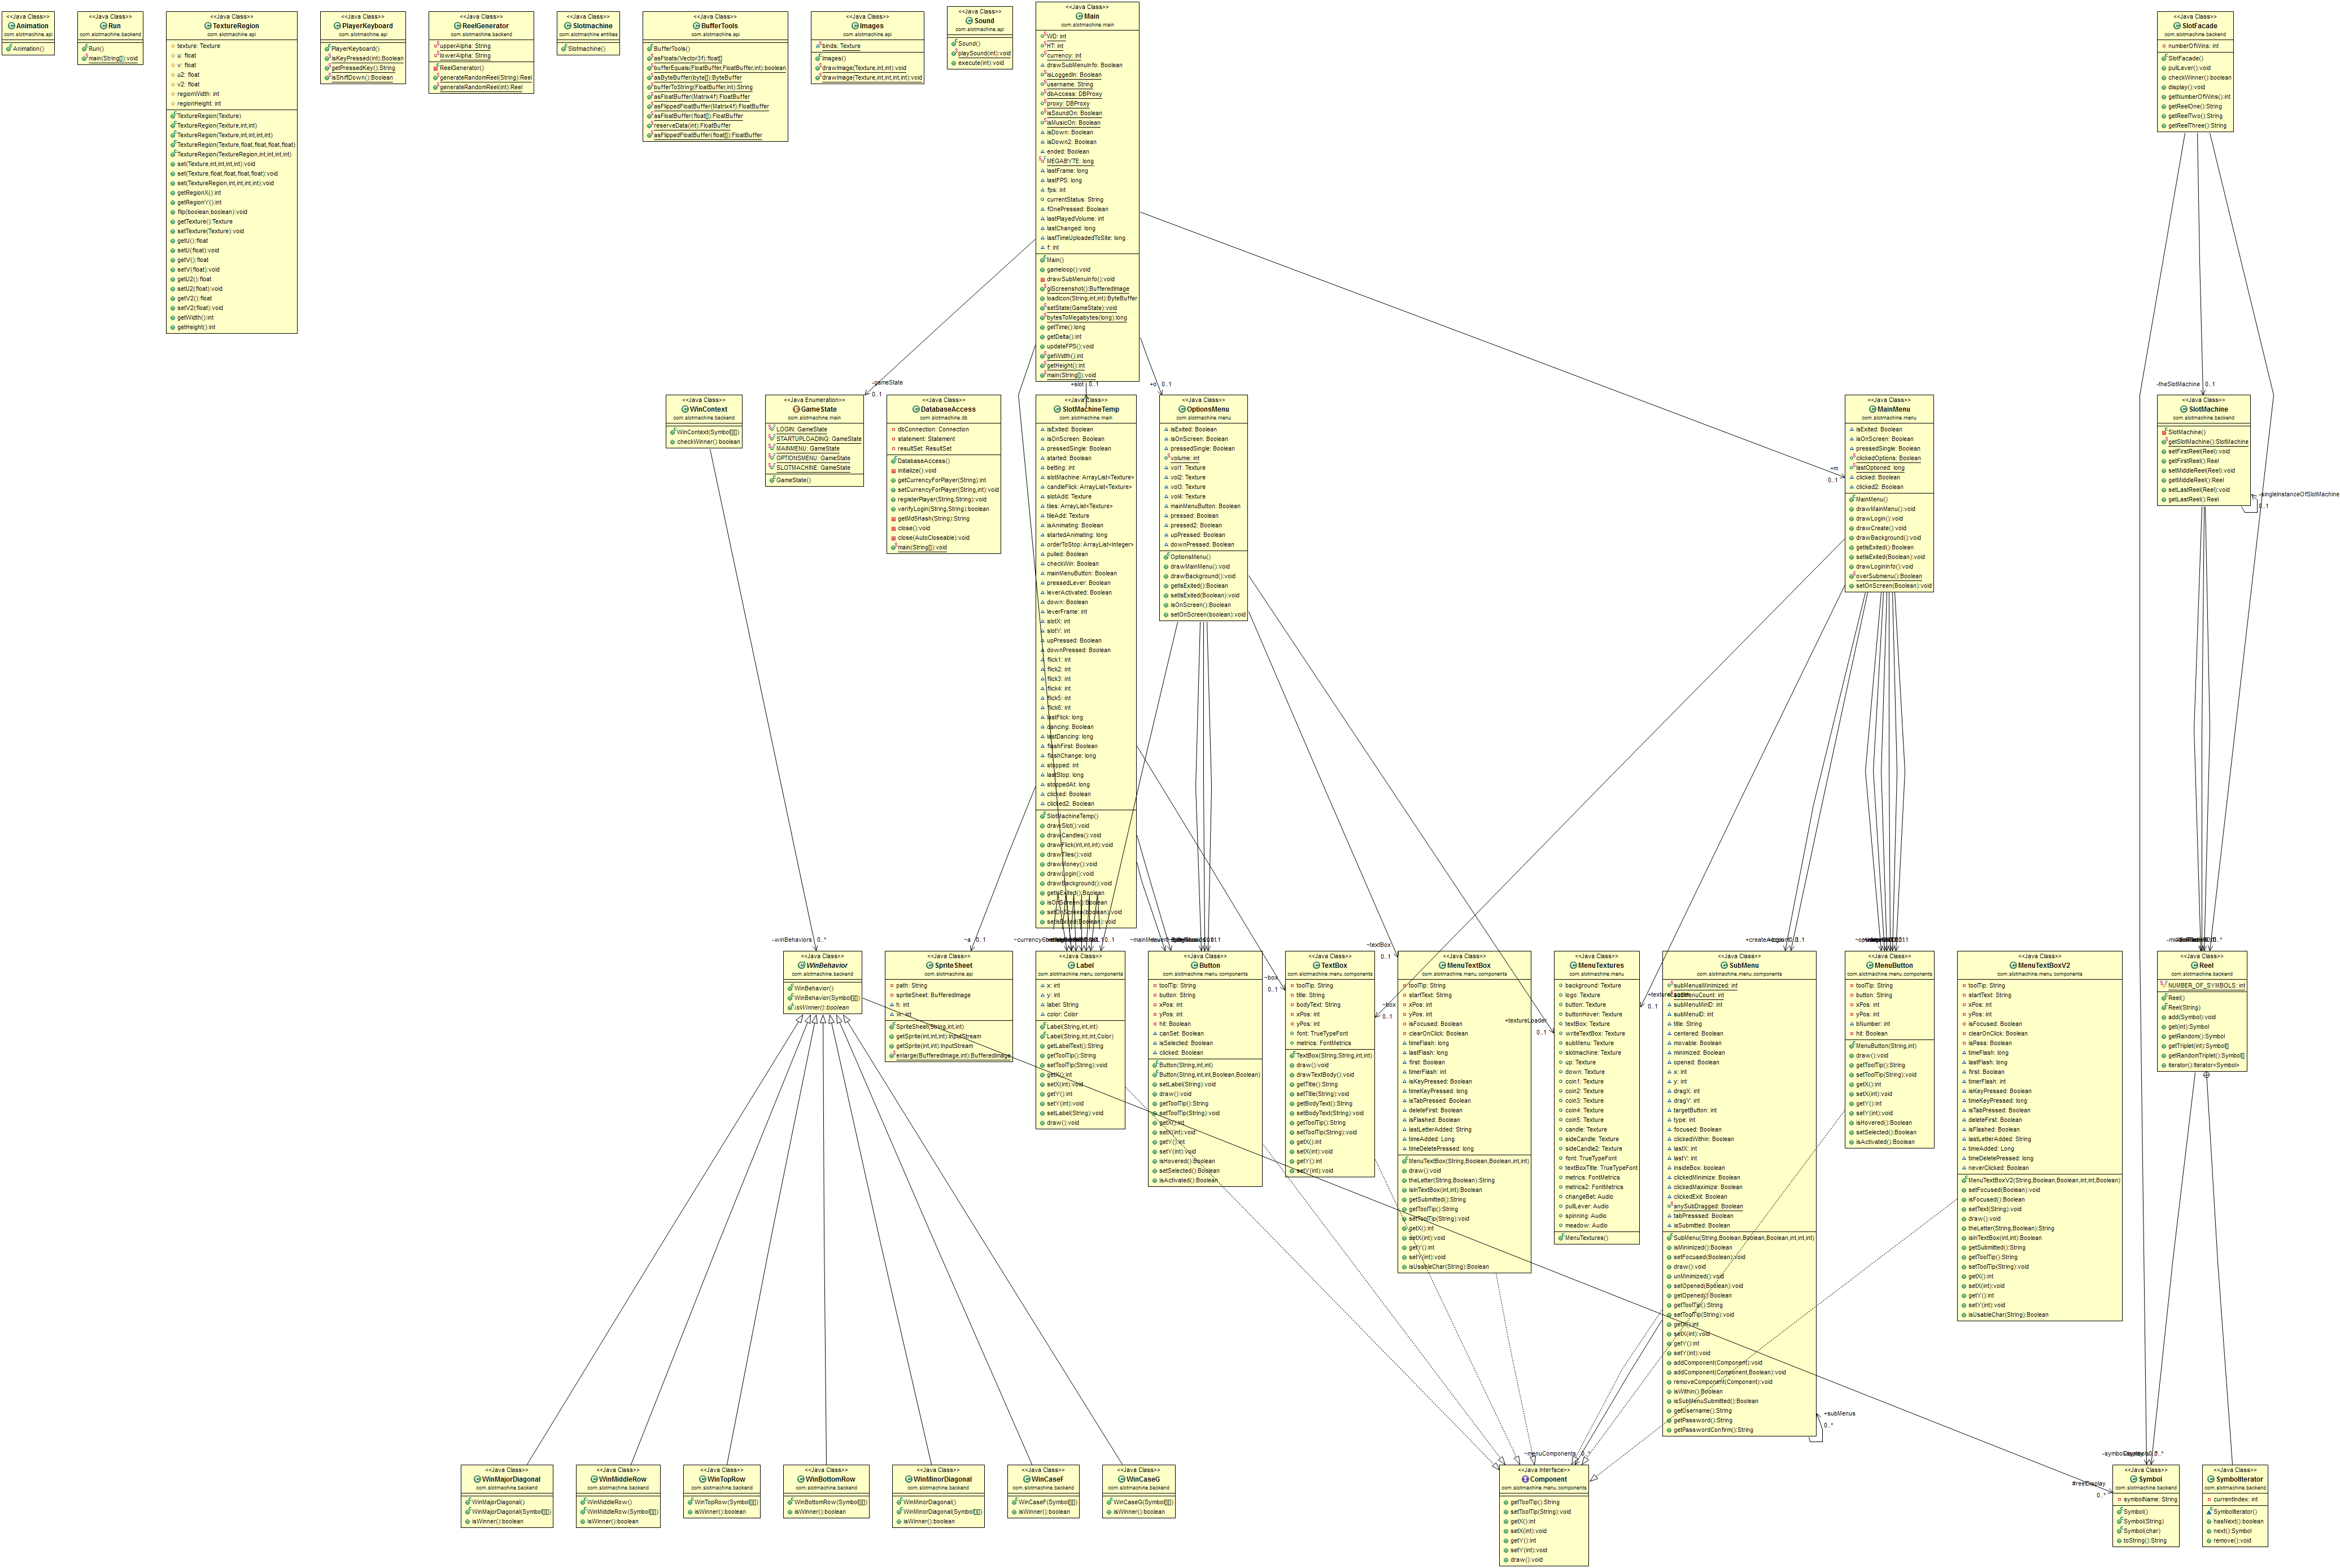 <<Java Class>>
Animation
com.slotmachine.api
Animation()
<<Java Class>>
Run
com.slotmachine.backend
Run()
main(String[]):void
<<Java Class>>
TextureRegion
com.slotmachine.api
texture: Texture
u: float
v: float
u2: float
v2: float
regionWidth: int
regionHeight: int
TextureRegion(Texture)
TextureRegion(Texture,int,int)
TextureRegion(Texture,int,int,int,int)
TextureRegion(Texture,float,float,float,float)
TextureRegion(TextureRegion,int,int,int,int)
set(Texture,int,int,int,int):void
set(Texture,float,float,float,float):void
set(TextureRegion,int,int,int,int):void
getRegionX():int
getRegionY():int
flip(boolean,boolean):void
getTexture():Texture
setTexture(Texture):void
getU():float
setU(float):void
getV():float
setV(float):void
getU2():float
setU2(float):void
getV2():float
setV2(float):void
getWidth():int
getHeight():int
<<Java Class>>
PlayerKeyboard
com.slotmachine.api
PlayerKeyboard()
isKeyPressed(int):Boolean
getPressedKey():String
isShiftDown():Boolean
<<Java Class>>
ReelGenerator
com.slotmachine.backend
upperAlpha: String
lowerAlpha: String
ReelGenerator()
generateRandomReel(String):Reel
generateRandomReel(int):Reel
<<Java Class>>
Slotmachine
com.slotmachine.entities
Slotmachine()
<<Java Class>>
BufferTools
com.slotmachine.api
BufferTools()
asFloats(Vector3f):float[]
bufferEquals(FloatBuffer,FloatBuffer,int):boolean
asByteBuffer(byte[]):ByteBuffer
bufferToString(FloatBuffer,int):String
asFloatBuffer(Matrix4f):FloatBuffer
asFlippedFloatBuffer(Matrix4f):FloatBuffer
asFloatBuffer(float[]):FloatBuffer
reserveData(int):FloatBuffer
asFlippedFloatBuffer(float[]):FloatBuffer
<<Java Class>>
Images
com.slotmachine.api
binds: Texture
Images()
drawImage(Texture,int,int):void
drawImage(Texture,int,int,int,int):void
<<Java Class>>
Sound
com.slotmachine.api
Sound()
playSound(int):void
execute(int):void
<<Java Class>>
Main
com.slotmachine.main
WD: int
HT: int
currency: int
drawSubMenuInfo: Boolean
isLoggedIn: Boolean
username: String
dbAccess: DBProxy
proxy: DBProxy
isSoundOn: Boolean
isMusicOn: Boolean
isDown: Boolean
isDown2: Boolean
ended: Boolean
MEGABYTE: long
lastFrame: long
lastFPS: long
fps: int
currentStatus: String
fOnePressed: Boolean
lastPlayedVolume: int
lastChanged: long
lastTimeUploadedToSite: long
f: int
Main()
gameloop():void
drawSubMenuInfo():void
glScreenshot():BufferedImage
loadIcon(String,int,int):ByteBuffer
setState(GameState):void
bytesToMegabytes(long):long
getTime():long
getDelta():int
updateFPS():void
getWidth():int
getHeight():int
main(String[]):void
<<Java Class>>
SlotFacade
com.slotmachine.backend
numberOfWins: int
SlotFacade()
pullLever():void
checkWinner():boolean
display():void
getNumberOfWins():int
getReelOne():String
getReelTwo():String
getReelThree():String
-gameState
0..1
+slot 0..1
+o 0..1
+m
0..1
-theSlotMachine 0..1
<<Java Class>>
WinContext
com.slotmachine.backend
WinContext(Symbol[][])
checkWinner():boolean
<<Java Enumeration>>
GameState
com.slotmachine.main
LOGIN: GameState
STARTUPLOADING: GameState
MAINMENU: GameState
OPTIONSMENU: GameState
SLOTMACHINE: GameState
GameState()
<<Java Class>>
DatabaseAccess
com.slotmachine.db
dbConnection: Connection
statement: Statement
resultSet: ResultSet
DatabaseAccess()
initialize():void
getCurrencyForPlayer(String):int
setCurrencyForPlayer(String,int):void
registerPlayer(String,String):void
verifyLogin(String,String):boolean
getMd5Hash(String):String
close():void
close(AutoCloseable):void
main(String[]):void
<<Java Class>>
SlotMachineTemp
com.slotmachine.main
isExited: Boolean
isOnScreen: Boolean
pressedSingle: Boolean
started: Boolean
betting: int
slotMachine: ArrayList<Texture>
candleFlick: ArrayList<Texture>
slotAdd: Texture
tiles: ArrayList<Texture>
tileAdd: Texture
isAnimating: Boolean
startedAnimating: long
orderToStop: ArrayList<Integer>
pulled: Boolean
checkWin: Boolean
mainMenuButton: Boolean
pressedLever: Boolean
leverActivated: Boolean
down: Boolean
leverFrame: int
slotX: int
slotY: int
upPressed: Boolean
downPressed: Boolean
flick1: int
flick2: int
flick3: int
flick4: int
flick5: int
flick6: int
lastFlick: long
dancing: Boolean
lastDancing: long
flashFirst: Boolean
flashChange: long
stopped: int
lastStop: long
stoppedAt: long
clicked: Boolean
clicked2: Boolean
SlotMachineTemp()
drawSlot():void
drawCandles():void
drawFlick(int,int,int):void
drawTiles():void
drawMoney():void
drawLogin():void
drawBackground():void
getIsExited():Boolean
isOnScreen():Boolean
setOnScreen(boolean):void
setIsExited(Boolean):void
<<Java Class>>
OptionsMenu
com.slotmachine.menu
isExited: Boolean
isOnScreen: Boolean
pressedSingle: Boolean
volume: int
vol1: Texture
vol2: Texture
vol3: Texture
vol4: Texture
mainMenuButton: Boolean
pressed: Boolean
pressed2: Boolean
upPressed: Boolean
downPressed: Boolean
OptionsMenu()
drawMainMenu():void
drawBackground():void
getIsExited():Boolean
setIsExited(Boolean):void
isOnScreen():Boolean
setOnScreen(boolean):void
<<Java Class>>
MainMenu
com.slotmachine.menu
isExited: Boolean
isOnScreen: Boolean
pressedSingle: Boolean
clickedOptions: Boolean
lastOptioned: long
clicked: Boolean
clicked2: Boolean
MainMenu()
drawMainMenu():void
drawLogin():void
drawCreate():void
drawBackground():void
getIsExited():Boolean
setIsExited(Boolean):void
drawLoginInfo():void
overSubmenu():Boolean
setOnScreen(Boolean):void
<<Java Class>>
SlotMachine
com.slotmachine.backend
SlotMachine()
getSlotMachine():SlotMachine
setFirstReel(Reel):void
getFirstReel():Reel
setMiddleReel(Reel):void
getMiddleReel():Reel
setLastReel(Reel):void
getLastReel():Reel
-singleInstanceOfSlotMachine
0..1
-winBehaviors 0..*
~a 0..1
~box
0..1
~textBox
0..1
~box
0..1
+textureLoader
0..1
0..1
<<Java Class>>
WinBehavior
com.slotmachine.backend
WinBehavior()
WinBehavior(Symbol[][])
isWinner():boolean
<<Java Class>>
SpriteSheet
com.slotmachine.api
path: String
spriteSheet: BufferedImage
h: int
w: int
SpriteSheet(String,int,int)
getSprite(int,int,int):InputStream
getSprite(int,int):InputStream
enlarge(BufferedImage,int):BufferedImage
<<Java Class>>
Label
com.slotmachine.menu.components
x: int
y: int
label: String
color: Color
Label(String,int,int)
Label(String,int,int,Color)
getLabelText():String
getToolTip():String
setToolTip(String):void
getX():int
setX(int):void
getY():int
setY(int):void
setLabel(String):void
draw():void
<<Java Class>>
Button
com.slotmachine.menu.components
toolTip: String
button: String
xPos: int
yPos: int
hit: Boolean
canSet: Boolean
isSelected: Boolean
clicked: Boolean
Button(String,int,int)
Button(String,int,int,Boolean,Boolean)
setLabel(String):void
draw():void
getToolTip():String
setToolTip(String):void
getX():int
setX(int):void
getY():int
setY(int):void
isHovered():Boolean
setSelected():Boolean
isActivated():Boolean
<<Java Class>>
TextBox
com.slotmachine.menu.components
toolTip: String
title: String
bodyText: String
xPos: int
yPos: int
font: TrueTypeFont
metrics: FontMetrics
TextBox(String,String,int,int)
draw():void
drawTextBody():void
getTitle():String
setTitle(String):void
getBodyText():String
setBodyText(String):void
getToolTip():String
setToolTip(String):void
getX():int
setX(int):void
getY():int
setY(int):void
<<Java Class>>
MenuTextBox
com.slotmachine.menu.components
toolTip: String
startText: String
xPos: int
yPos: int
isFocused: Boolean
clearOnClick: Boolean
timeFlash: long
lastFlash: long
first: Boolean
timerFlash: int
isKeyPressed: Boolean
timeKeyPressed: long
isTabPressed: Boolean
deleteFirst: Boolean
isFlashed: Boolean
lastLetterAdded: String
timeAdded: Long
timeDeletePressed: long
MenuTextBox(String,Boolean,Boolean,int,int)
draw():void
theLetter(String,Boolean):String
isInTextBox(int,int):Boolean
getSubmitted():String
getToolTip():String
setToolTip(String):void
getX():int
setX(int):void
getY():int
setY(int):void
isUsableChar(String):Boolean
<<Java Class>>
MenuTextures
com.slotmachine.menu
background: Texture
logo: Texture
button: Texture
buttonHover: Texture
textBox: Texture
writeTextBox: Texture
subMenu: Texture
slotmachine: Texture
up: Texture
down: Texture
coin1: Texture
coin2: Texture
coin3: Texture
coin4: Texture
coin5: Texture
candle: Texture
sideCandle: Texture
sideCandle2: Texture
font: TrueTypeFont
textBoxTitle: TrueTypeFont
metrics: FontMetrics
metrics2: FontMetrics
changeBet: Audio
pullLever: Audio
spinning: Audio
meadow: Audio
MenuTextures()
<<Java Class>>
SubMenu
com.slotmachine.menu.components
subMenusMinimized: int
subMenuCount: int
subMenuMinID: int
subMenuID: int
title: String
centered: Boolean
movable: Boolean
minimized: Boolean
opened: Boolean
x: int
y: int
dragX: int
dragY: int
targetButton: int
type: int
focused: Boolean
clickedWithin: Boolean
lastX: int
lastY: int
insideBox: boolean
clickedMinimize: Boolean
clickedMaximize: Boolean
clickedExit: Boolean
anySubDragged: Boolean
tabPresssed: Boolean
isSubmitted: Boolean
SubMenu(String,Boolean,Boolean,Boolean,int,int,int)
isMinimized():Boolean
setFocused(Boolean):void
draw():void
unMinimized():void
setOpened(Boolean):void
getOpened():Boolean
getToolTip():String
setToolTip(String):void
getX():int
setX(int):void
getY():int
setY(int):void
addComponent(Component):void
addComponent(Component,Boolean):void
removeComponent(Component):void
isWithin():Boolean
isSubMenuSubmitted():Boolean
getUsername():String
getPassword():String
getPasswordConfirm():String
<<Java Class>>
MenuButton
com.slotmachine.menu.components
toolTip: String
button: String
xPos: int
yPos: int
bNumber: int
hit: Boolean
MenuButton(String,int)
draw():void
getToolTip():String
setToolTip(String):void
getX():int
setX(int):void
getY():int
setY(int):void
isHovered():Boolean
setSelected():Boolean
isActivated():Boolean
<<Java Class>>
MenuTextBoxV2
com.slotmachine.menu.components
toolTip: String
startText: String
xPos: int
yPos: int
isFocused: Boolean
clearOnClick: Boolean
isPass: Boolean
timeFlash: long
lastFlash: long
first: Boolean
timerFlash: int
isKeyPressed: Boolean
timeKeyPressed: long
isTabPressed: Boolean
deleteFirst: Boolean
isFlashed: Boolean
lastLetterAdded: String
timeAdded: Long
timeDeletePressed: long
neverClicked: Boolean
MenuTextBoxV2(String,Boolean,Boolean,int,int,Boolean)
setFocused(Boolean):void
isFocused():Boolean
setText(String):void
draw():void
theLetter(String,Boolean):String
isInTextBox(int,int):Boolean
getSubmitted():String
getToolTip():String
setToolTip(String):void
getX():int
setX(int):void
getY():int
setY(int):void
isUsableChar(String):Boolean
<<Java Class>>
Reel
com.slotmachine.backend
NUMBER_OF_SYMBOLS: int
Reel()
Reel(String)
add(Symbol):void
get(int):Symbol
getRandom():Symbol
getTriplet(int):Symbol[]
getRandomTriplet():Symbol[]
iterator():Iterator<Symbol>
+subMenus
0..*
~menuComponents 0..*
#reelDisplay
0..*
<<Java Class>>
WinMajorDiagonal
com.slotmachine.backend
WinMajorDiagonal()
WinMajorDiagonal(Symbol[][])
isWinner():boolean
<<Java Class>>
WinMiddleRow
com.slotmachine.backend
WinMiddleRow()
WinMiddleRow(Symbol[][])
isWinner():boolean
<<Java Class>>
WinTopRow
com.slotmachine.backend
WinTopRow(Symbol[][])
isWinner():boolean
<<Java Class>>
WinBottomRow
com.slotmachine.backend
WinBottomRow(Symbol[][])
isWinner():boolean
<<Java Class>>
WinMinorDiagonal
com.slotmachine.backend
WinMinorDiagonal()
WinMinorDiagonal(Symbol[][])
isWinner():boolean
<<Java Class>>
WinCaseF
com.slotmachine.backend
WinCaseF(Symbol[][])
isWinner():boolean
<<Java Class>>
WinCaseG
com.slotmachine.backend
WinCaseG(Symbol[][])
isWinner():boolean
<<Java Interface>>
Component
com.slotmachine.menu.components
getToolTip():String
setToolTip(String):void
getX():int
setX(int):void
getY():int
setY(int):void
draw():void
<<Java Class>>
Symbol
com.slotmachine.backend
symbolName: String
Symbol()
Symbol(String)
Symbol(char)
toString():String
<<Java Class>>
SymbolIterator
com.slotmachine.backend
currentIndex: int
SymbolIterator()
hasNext():boolean
next():Symbol
remove():void